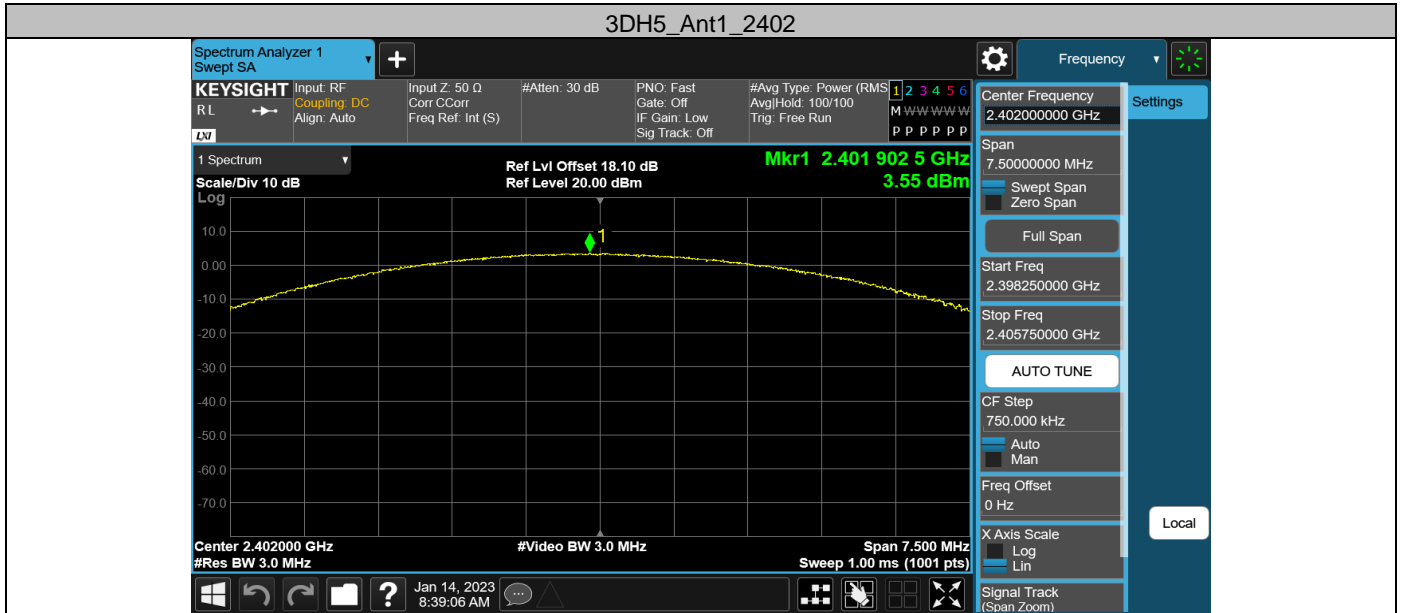 3DH5_Ant1_2402
Spectrum Analyzer 1
Swept SA
+
Frequency
KEYSIGHT
RL
LXI
Input: RF
Coupling: DC
Align: Auto
Input Z: 50 Ω
Corr CCorr
Freq Ref: Int (S)
#Atten: 30 dB
PNO: Fast
Gate: Off
IF Gain: Low
Sig Track: Off
#Avg Type: Power (RMS
Avg|Hold: 100/100
Trig: Free Run
1 2 3 4 5 6
M W W W W W
P P P P P P
1 Spectrum
Scale/Div 10 dB
Log
Ref Lvl Offset 18.10 dB
Ref Level 20.00 dBm
Mkr1 2.401 902 5 GHz
3.55 dBm
1
10.0
0.00
-10.0
-20.0
-30.0
-40.0
-50.0
-60.0
-70.0
Center 2.402000 GHz
#Video BW 3.0 MHz
Span 7.500 MHz
#Res BW 3.0 MHz
Sweep 1.00 ms (1001 pts)
Center Frequency
2.402000000 GHz
Settings
Span
7.50000000 MHz
Swept Span
Zero Span
Full Span
Start Freq
2.398250000 GHz
Stop Freq
2.405750000 GHz
AUTO TUNE
CF Step
750.000 kHz
Auto
Man
Freq Offset
0 Hz
X Axis Scale
Log
Lin
Local
Signal Track
(Span Zoom)
?
Jan 14, 2023
8:39:06 AM